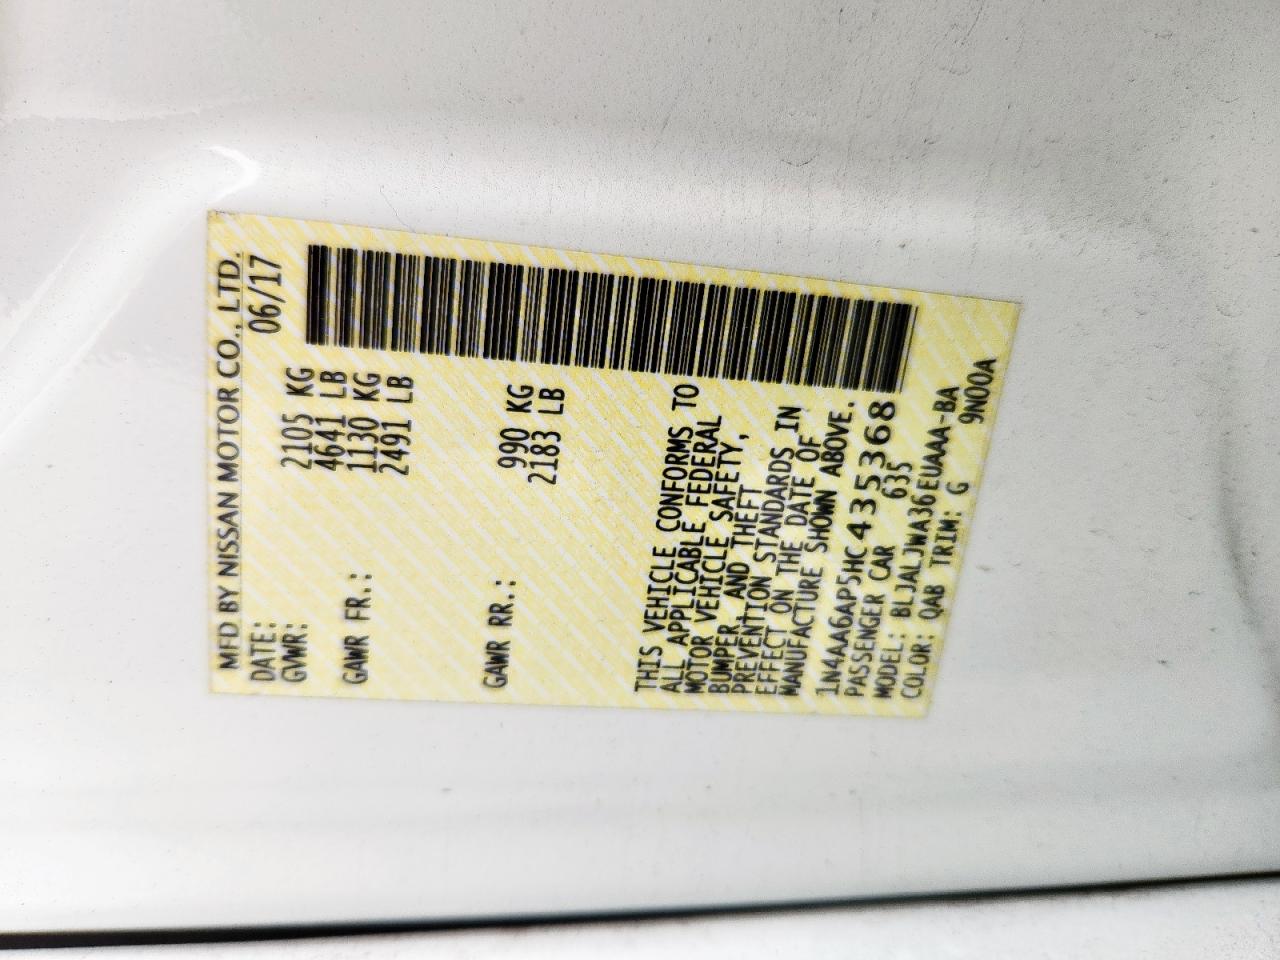 MFD BY NISSAN MOTOR CO., LTD.
DATE: 06/17
GVWR: 2105 KG
4641 LB
GAWR FR.: 1130 KG
2491 LB
GAWR RR.: 990 KG
2183 LB
THIS VEHICLE CONFORMS TO
ALL APPLICABLE FEDERAL
MOTOR VEHICLE SAFETY,
BUMPER, AND THEFT
PREVENTION STANDARDS IN
EFFECT ON THE DATE OF
MANUFACTURE SHOWN ABOVE.
1N4AA6AP5HC435368
PASSENGER CAR 635
MODEL: BLJALJWA36EUAAA-BA
COLOR: QAB TRIM: G 9N00A